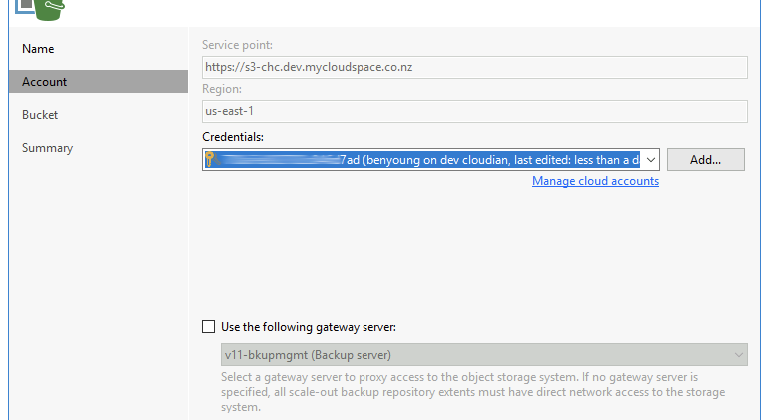 Name
Account
Bucket
Summary
Service point:
https://s3-chc.dev.mycloudspace.co.nz
Region:
us-east-1
Credentials:
7ad (benyoung on dev cloudian, last edited: less than a d
Add...
Manage cloud accounts
Use the following gateway server:
v11-bkupmgmt (Backup server)
Select a gateway server to proxy access to the object storage system. If no gateway server is
specified, all scale-out backup repository extents must have direct network access to the storage
system.